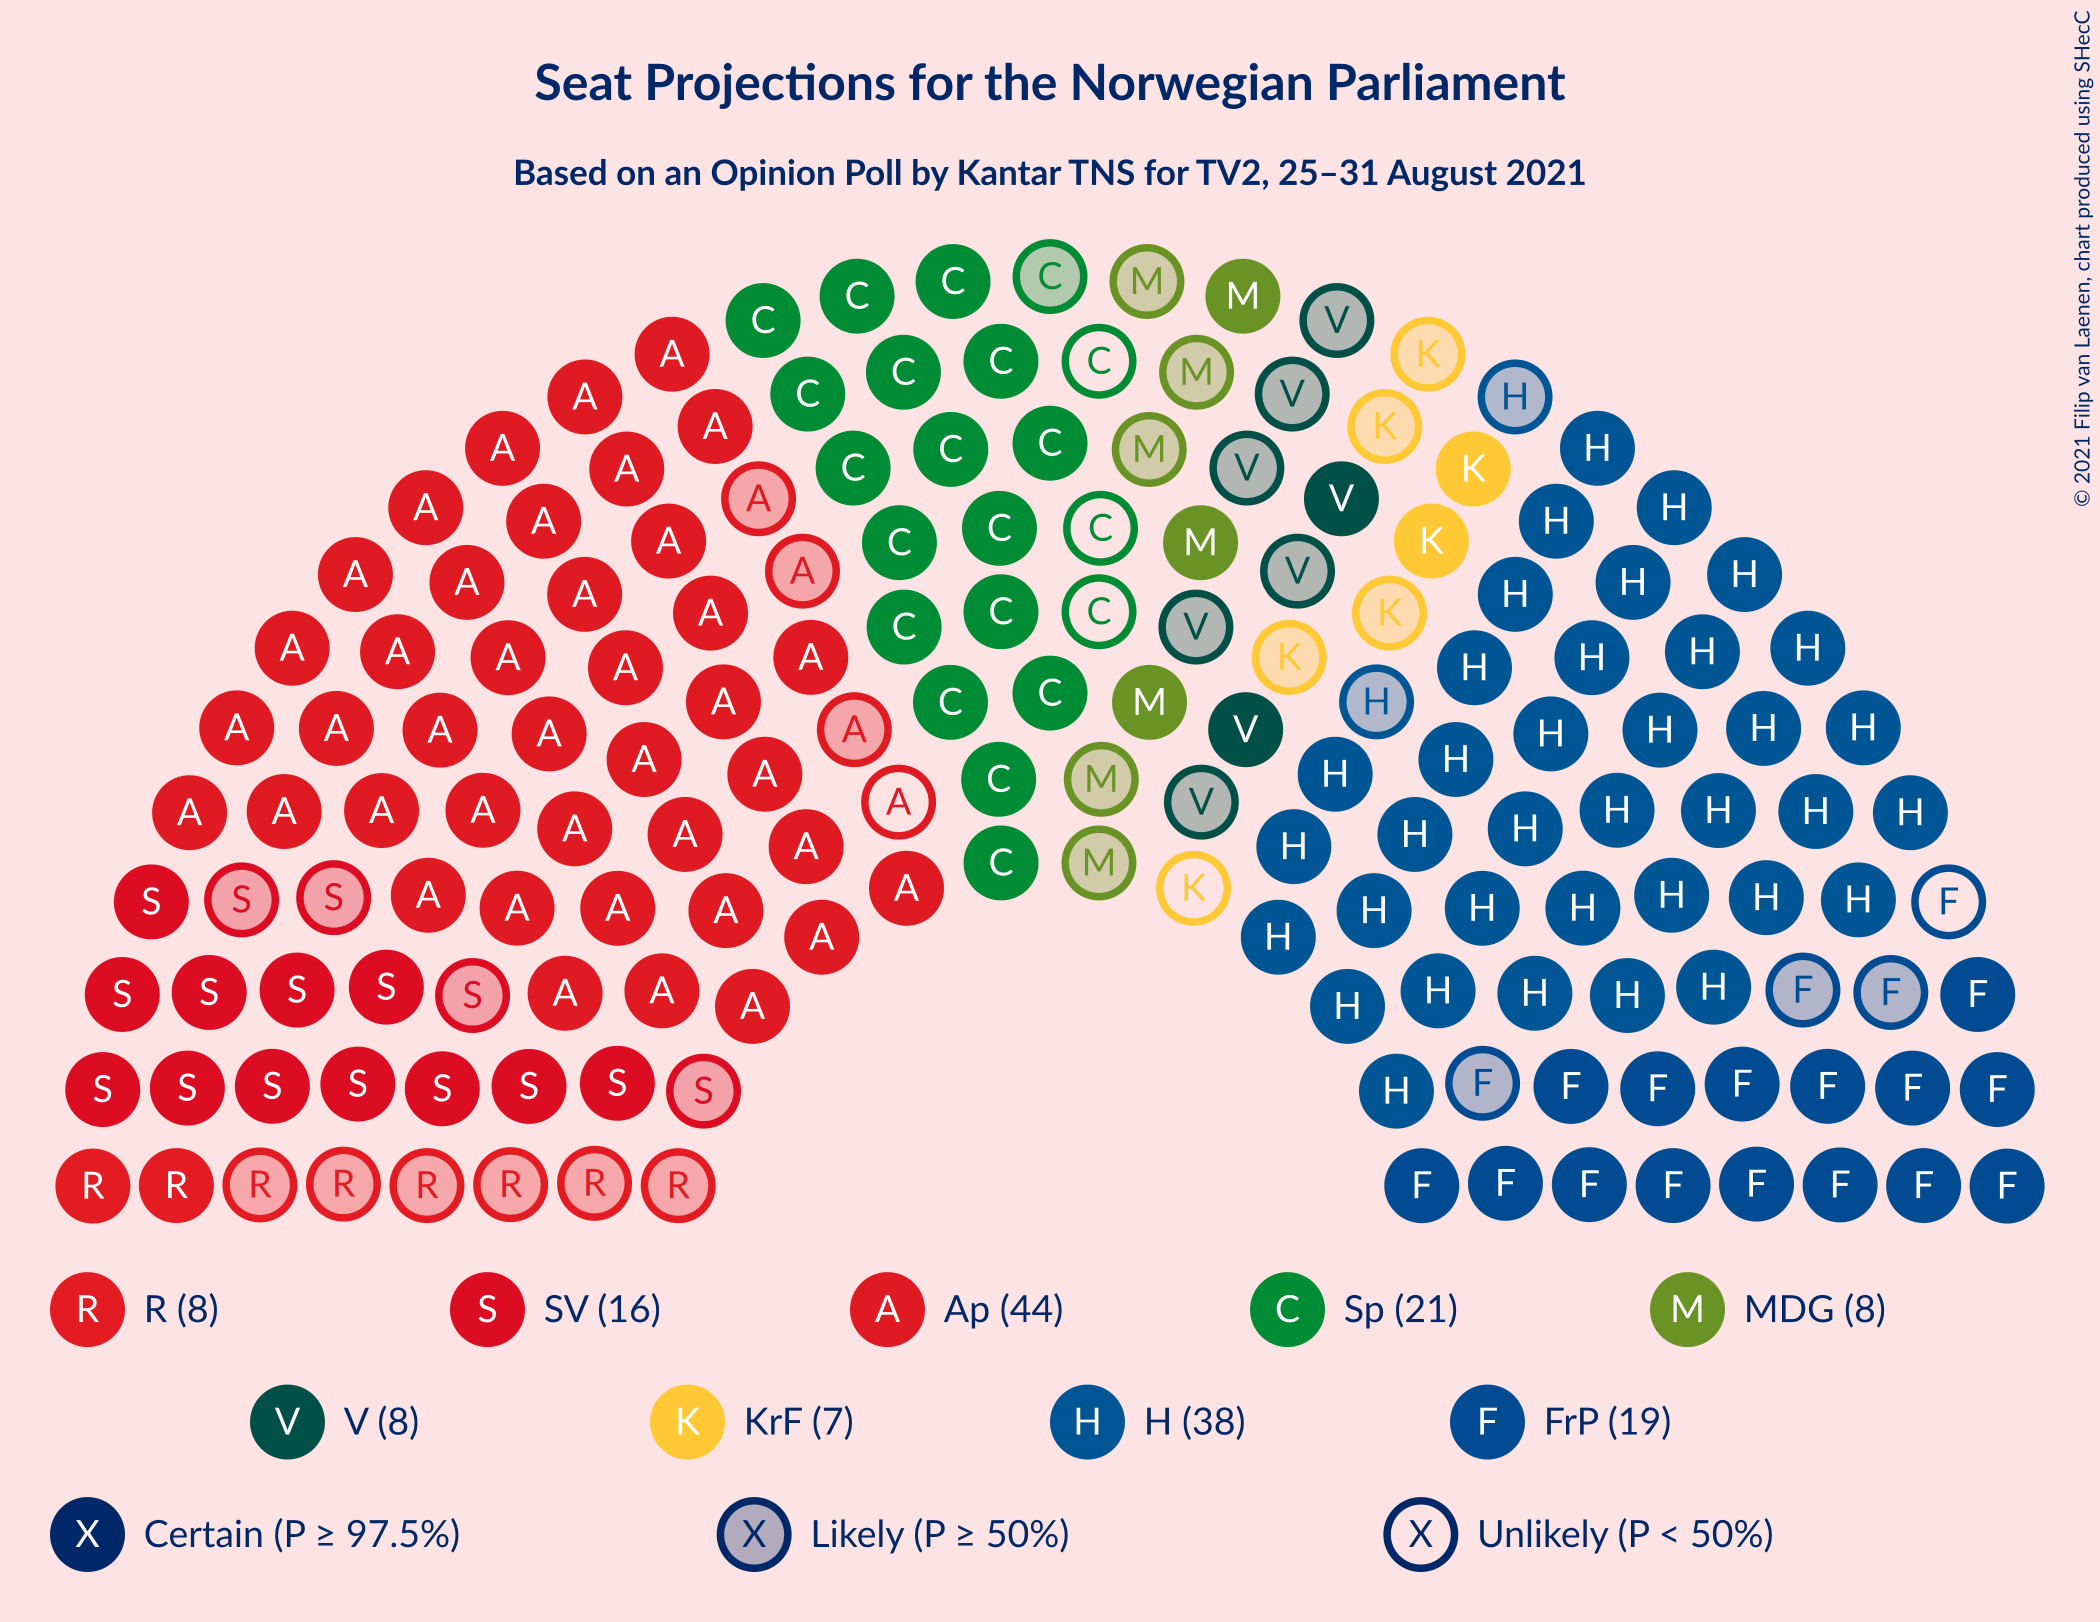 © 2021 Filip van Laenen, chart produced using SHecC
Seat Projections for the Norwegian Parliament
Based on an Opinion Poll by Kantar TNS for TV2, 25–31 August 2021
C C C C M M V
A C C C M K
A C V H
A A C C M K H
A C V K
A A A C C V H H
A C M K
A A A A V H H H
A C C C V K
A A A A A K H H H H
A C C M H
A A A A A V H H H H
A A C M H H
A A A A A A A V H H H H H H
A C M H
S S S A A A A A K H H H H H H F
A H
S S S S S A A A H H H H H F F F
S S S S S S S S H F F F F F F F
R R R R R R R R F F F F F F F F
R R (8) S SV (16) A Ap (44) C Sp (21) M MDG (8)
V V (8) K KrF (7) H H (38) F FrP (19)
X Certain (P ≥ 97.5%) X Likely (P ≥ 50%) X Unlikely (P < 50%)